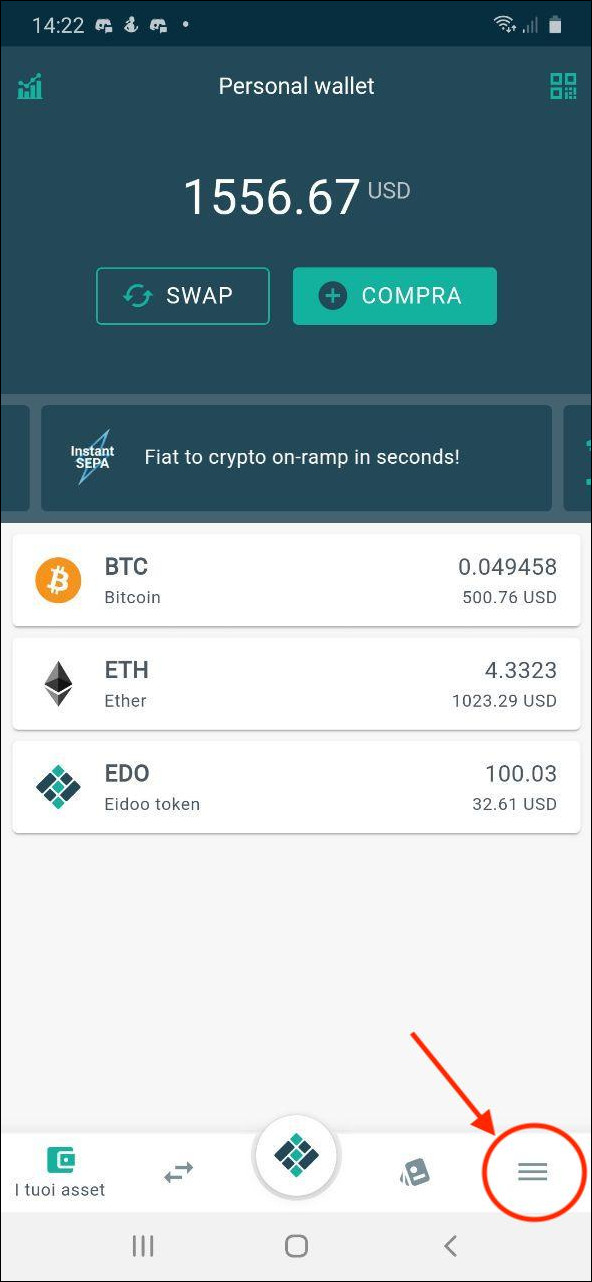 14:22
Personal wallet
1556.67 USD
SWAP
COMPRA
Instant
SEPA
Fiat to crypto on-ramp in seconds!
BTC
0.049458
Bitcoin
500.76 USD
ETH
4.3323
Ether
1023.29 USD
EDO
100.03
Eidoo token
32.61 USD
I tuoi asset